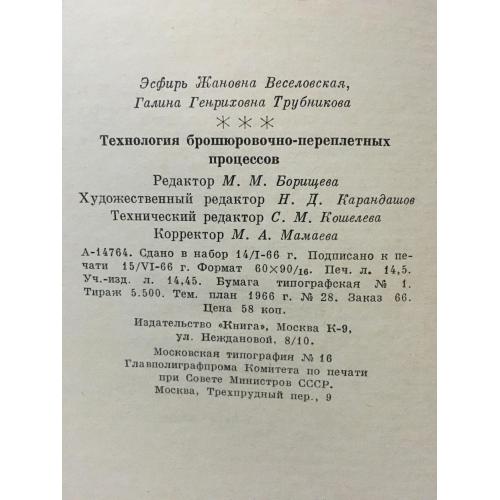 Эсфирь Жановна Веселовская,
Галина Генриховна Трубникова
***
Технология брошюровочно-переплетных
процессов
Редактор М. М. Борищева
Художественный редактор Н. Д. Карандашов
Технический редактор С. М. Кошелева
Корректор М. А. Мамаева
А-14764. Сдано в набор 14/I-66 г. Подписано к пе-
чати 15/VI-66 г. Формат 60×90/16. Печ. л. 14,5.
Уч.-изд. л. 14,45. Бумага типографская № 1.
Тираж 5.500. Тем. план 1966 г. № 28. Заказ 66.
Цена 58 коп.
Издательство «Книга», Москва К-9,
ул. Неждановой, 8/10.
Московская типография № 16
Главполиграфпрома Комитета по печати
при Совете Министров СССР.
Москва, Трехпрудный пер., 9